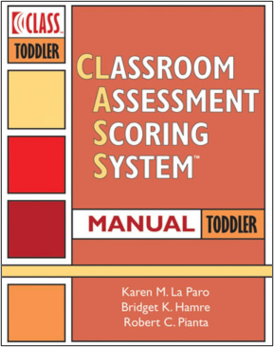 CLASS
TODDLER
CLASSROOM
ASSESSMENT
SCORING
SYSTEM™
MANUAL TODDLER
Karen M. La Paro
Bridget K. Hamre
Robert C. Pianta